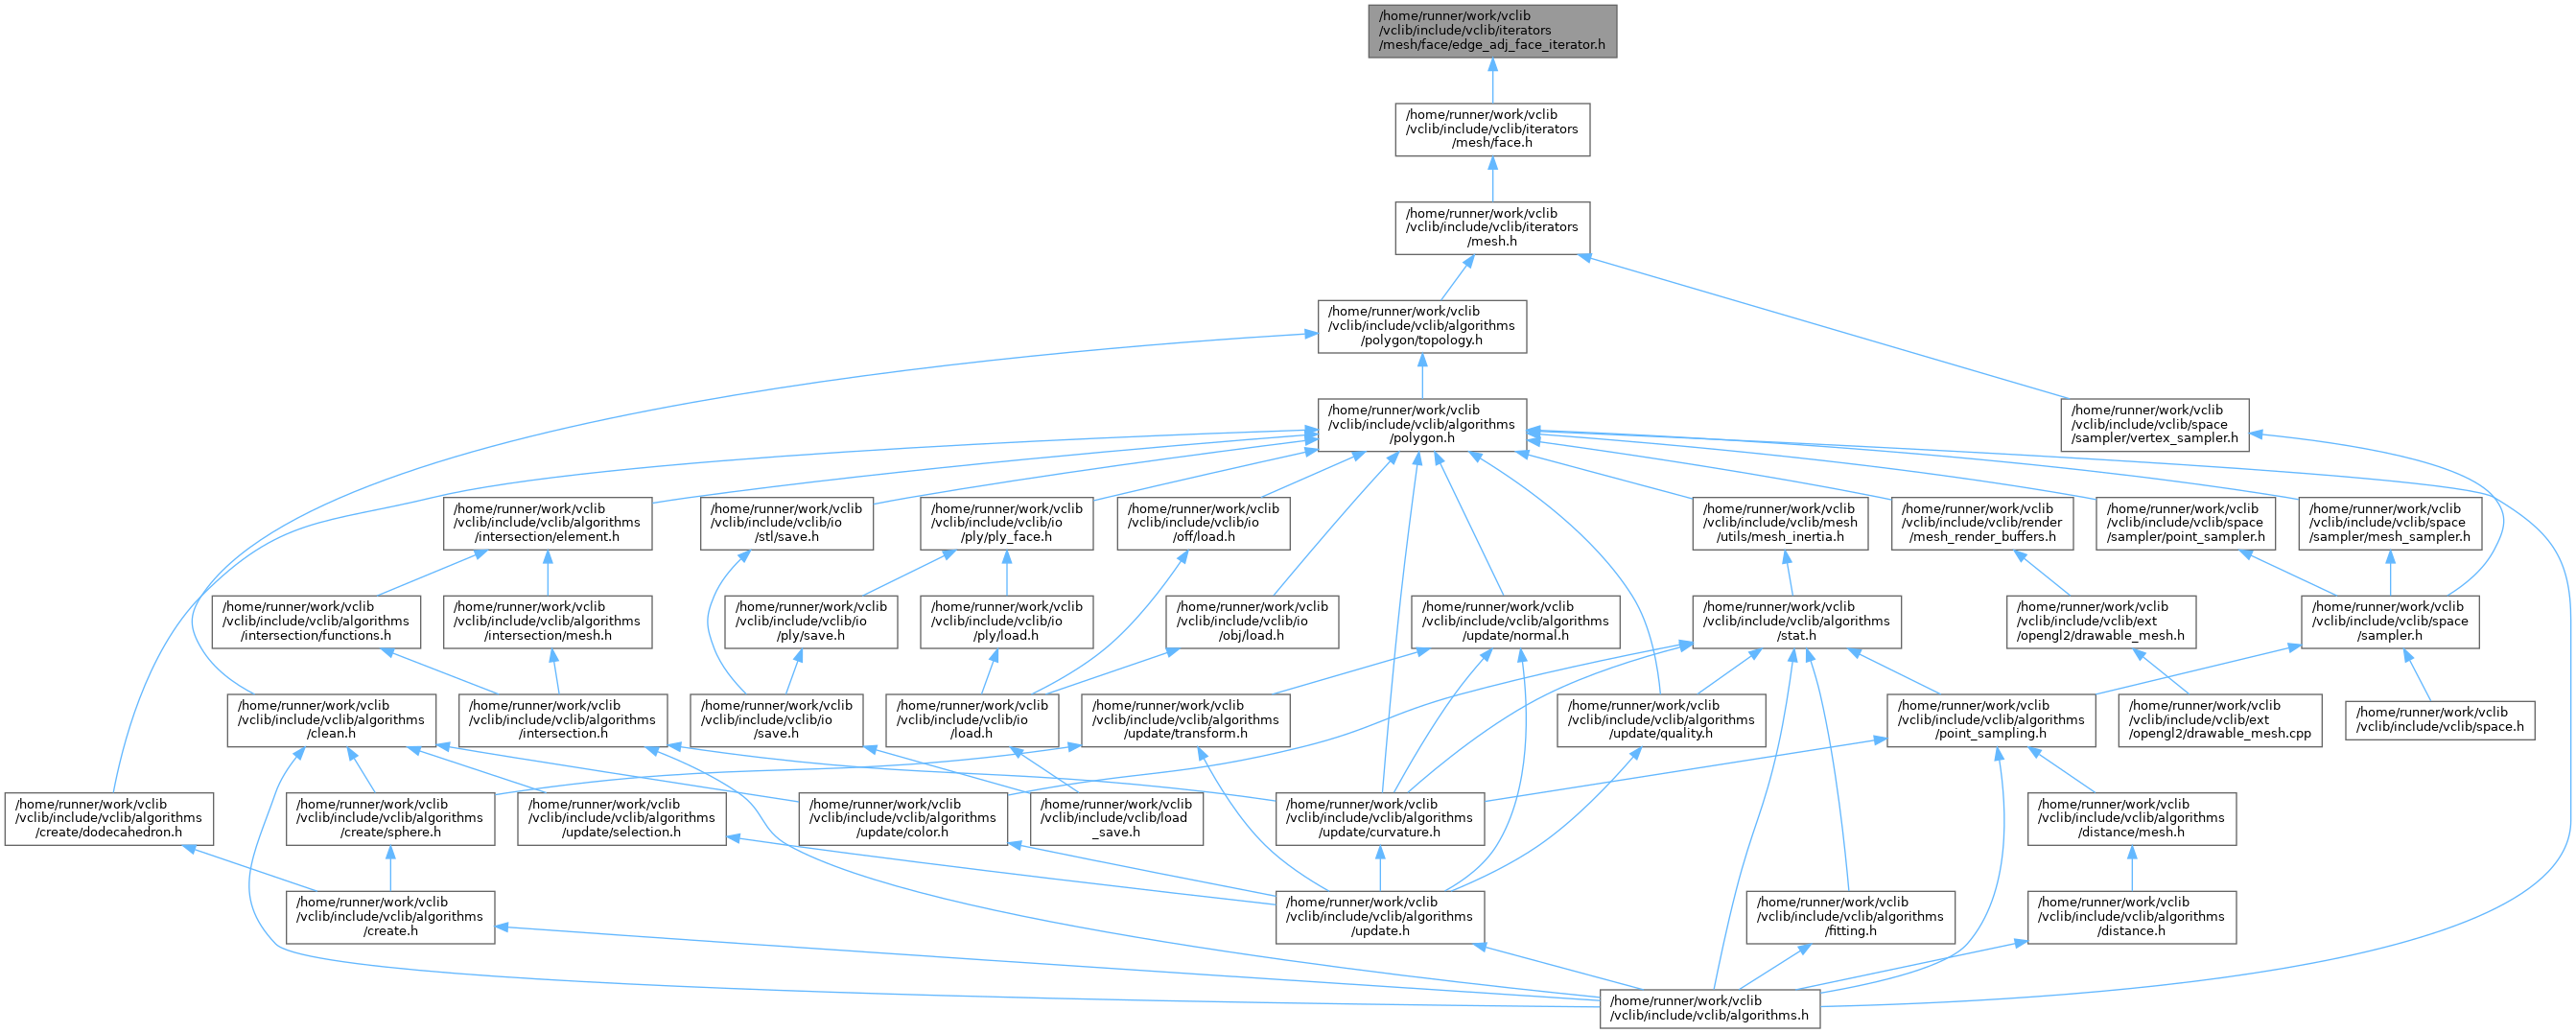 /home/runner/work/vclib
/vclib/include/vclib/iterators
/mesh/face/edge_adj_face_iterator.h
/home/runner/work/vclib
/vclib/include/vclib/iterators
/mesh/face.h
/home/runner/work/vclib
/vclib/include/vclib/iterators
/mesh.h
/home/runner/work/vclib
/vclib/include/vclib/algorithms
/polygon/topology.h
/home/runner/work/vclib
/vclib/include/vclib/algorithms
/polygon.h
/home/runner/work/vclib
/vclib/include/vclib/space
/sampler/vertex_sampler.h
/home/runner/work/vclib
/vclib/include/vclib/algorithms
/intersection/element.h
/home/runner/work/vclib
/vclib/include/vclib/io
/stl/save.h
/home/runner/work/vclib
/vclib/include/vclib/io
/ply/ply_face.h
/home/runner/work/vclib
/vclib/include/vclib/io
/off/load.h
/home/runner/work/vclib
/vclib/include/vclib/mesh
/utils/mesh_inertia.h
/home/runner/work/vclib
/vclib/include/vclib/render
/mesh_render_buffers.h
/home/runner/work/vclib
/vclib/include/vclib/space
/sampler/point_sampler.h
/home/runner/work/vclib
/vclib/include/vclib/space
/sampler/mesh_sampler.h
/home/runner/work/vclib
/vclib/include/vclib/algorithms
/intersection/functions.h
/home/runner/work/vclib
/vclib/include/vclib/algorithms
/intersection/mesh.h
/home/runner/work/vclib
/vclib/include/vclib/io
/ply/save.h
/home/runner/work/vclib
/vclib/include/vclib/io
/ply/load.h
/home/runner/work/vclib
/vclib/include/vclib/io
/obj/load.h
/home/runner/work/vclib
/vclib/include/vclib/algorithms
/update/normal.h
/home/runner/work/vclib
/vclib/include/vclib/algorithms
/stat.h
/home/runner/work/vclib
/vclib/include/vclib/ext
/opengl2/drawable_mesh.h
/home/runner/work/vclib
/vclib/include/vclib/space
/sampler.h
/home/runner/work/vclib
/vclib/include/vclib/algorithms
/clean.h
/home/runner/work/vclib
/vclib/include/vclib/algorithms
/intersection.h
/home/runner/work/vclib
/vclib/include/vclib/io
/save.h
/home/runner/work/vclib
/vclib/include/vclib/io
/load.h
/home/runner/work/vclib
/vclib/include/vclib/algorithms
/update/transform.h
/home/runner/work/vclib
/vclib/include/vclib/algorithms
/update/quality.h
/home/runner/work/vclib
/vclib/include/vclib/algorithms
/point_sampling.h
/home/runner/work/vclib
/vclib/include/vclib/ext
/opengl2/drawable_mesh.cpp
/home/runner/work/vclib
/vclib/include/vclib/space.h
/home/runner/work/vclib
/vclib/include/vclib/algorithms
/create/dodecahedron.h
/home/runner/work/vclib
/vclib/include/vclib/algorithms
/create/sphere.h
/home/runner/work/vclib
/vclib/include/vclib/algorithms
/update/selection.h
/home/runner/work/vclib
/vclib/include/vclib/algorithms
/update/color.h
/home/runner/work/vclib
/vclib/include/vclib/load
_save.h
/home/runner/work/vclib
/vclib/include/vclib/algorithms
/update/curvature.h
/home/runner/work/vclib
/vclib/include/vclib/algorithms
/distance/mesh.h
/home/runner/work/vclib
/vclib/include/vclib/algorithms
/create.h
/home/runner/work/vclib
/vclib/include/vclib/algorithms
/update.h
/home/runner/work/vclib
/vclib/include/vclib/algorithms
/fitting.h
/home/runner/work/vclib
/vclib/include/vclib/algorithms
/distance.h
/home/runner/work/vclib
/vclib/include/vclib/algorithms.h